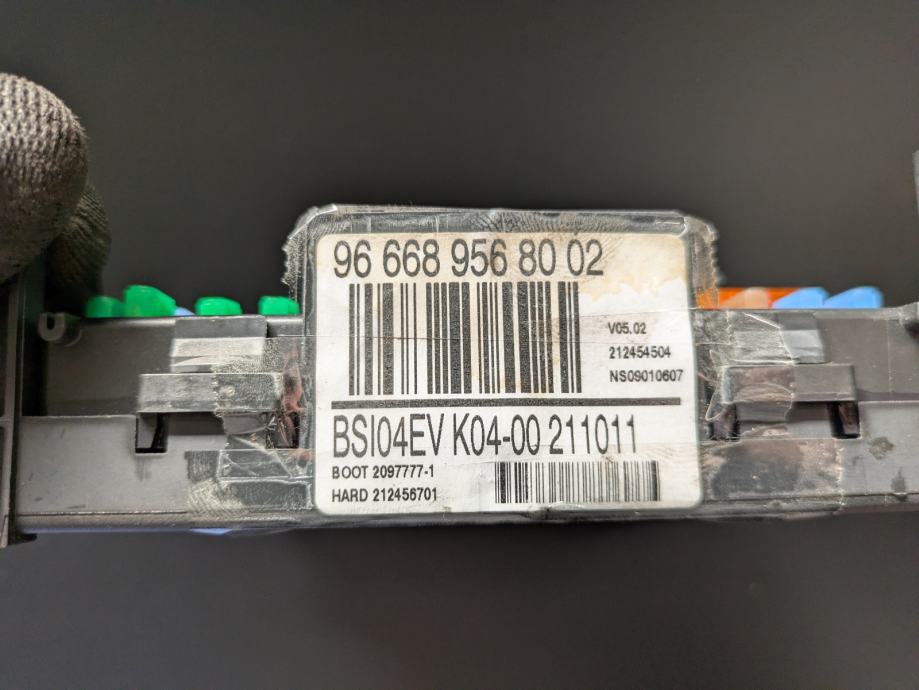 96 668 956 80 02
V05.02
212454504
NS09010607
BSI04EV K04-00 211011
BOOT 2097777-1
HARD 212456701